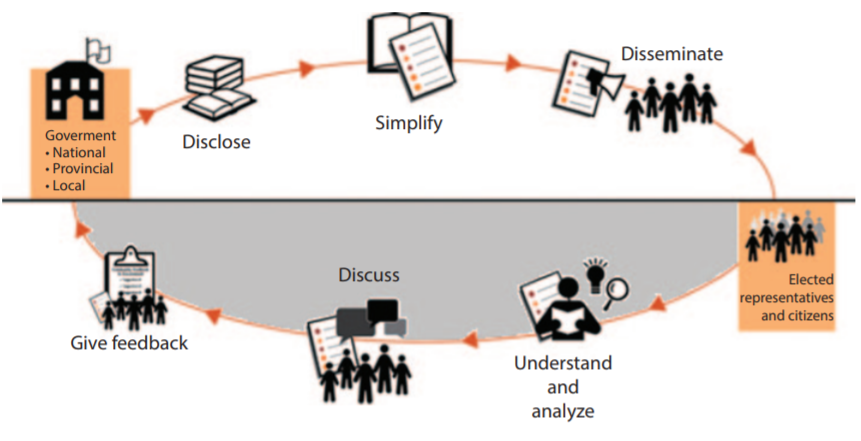 Disseminate
Simplify
Disclose
Goverment
• National
• Provincial
• Local
Elected
representatives
and citizens
Discuss
Give feedback
Understand
and
analyze